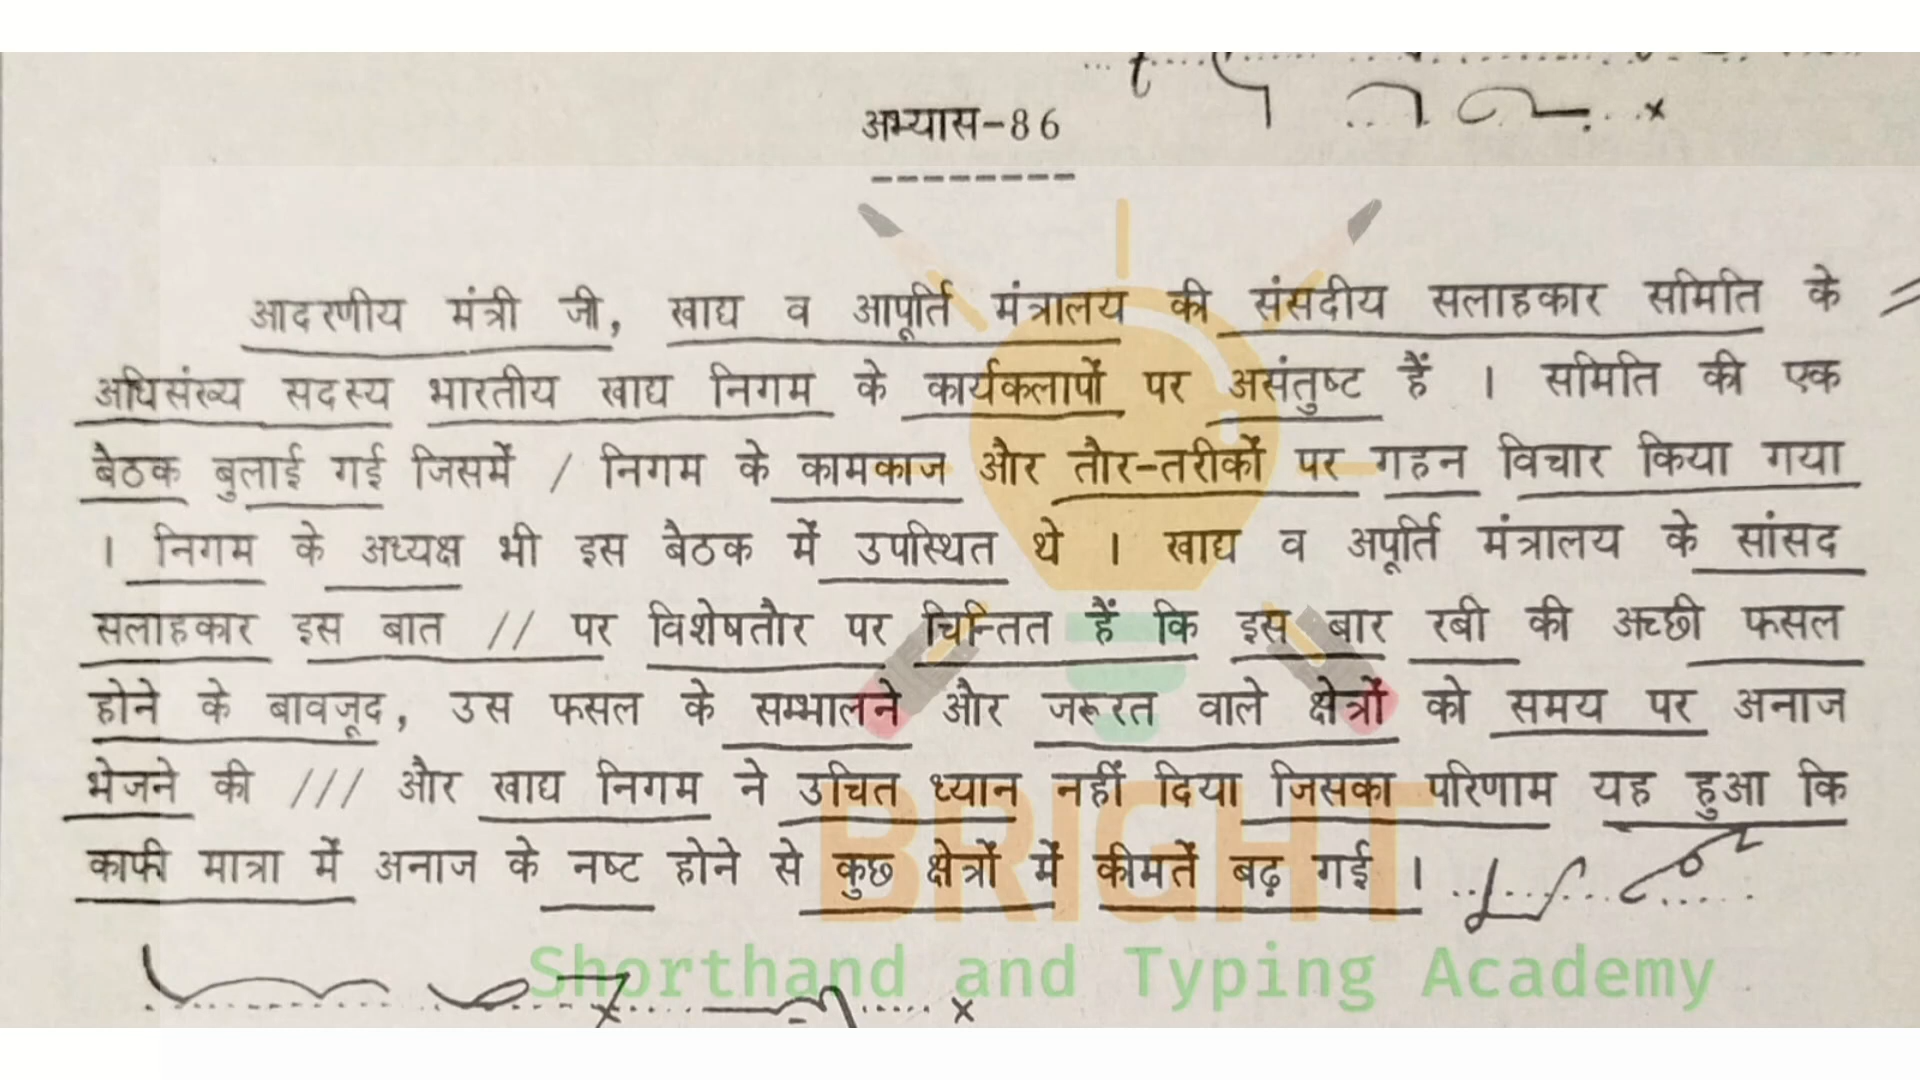 अभ्यास-86
आदरणीय मंत्री जी, खाद्य व आपूर्ति मंत्रालय की संसदीय सलाहकार समिति के
अधिसंख्य सदस्य भारतीय खाद्य निगम के कार्यकलापों पर असंतुष्ट हैं । समिति की एक
बैठक बुलाई गई जिसमें / निगम के कामकाज और तौर-तरीकों पर गहन विचार किया गया
। निगम के अध्यक्ष भी इस बैठक में उपस्थित थे । खाद्य व अपूर्ति मंत्रालय के सांसद
सलाहकार इस बात // पर विशेषतौर पर चिन्तित हैं कि इस बार रबी की अच्छी फसल
होने के बावजूद, उस फसल के सम्भालने और जरूरत वाले क्षेत्रों को समय पर अनाज
भेजने की /// और खाद्य निगम ने उचित ध्यान नहीं दिया जिसका परिणाम यह हुआ कि
काफी मात्रा में अनाज के नष्ट होने से कुछ क्षेत्रों में कीमतें बढ़ गई ।
BRIGHT
Shorthand and Typing Academy